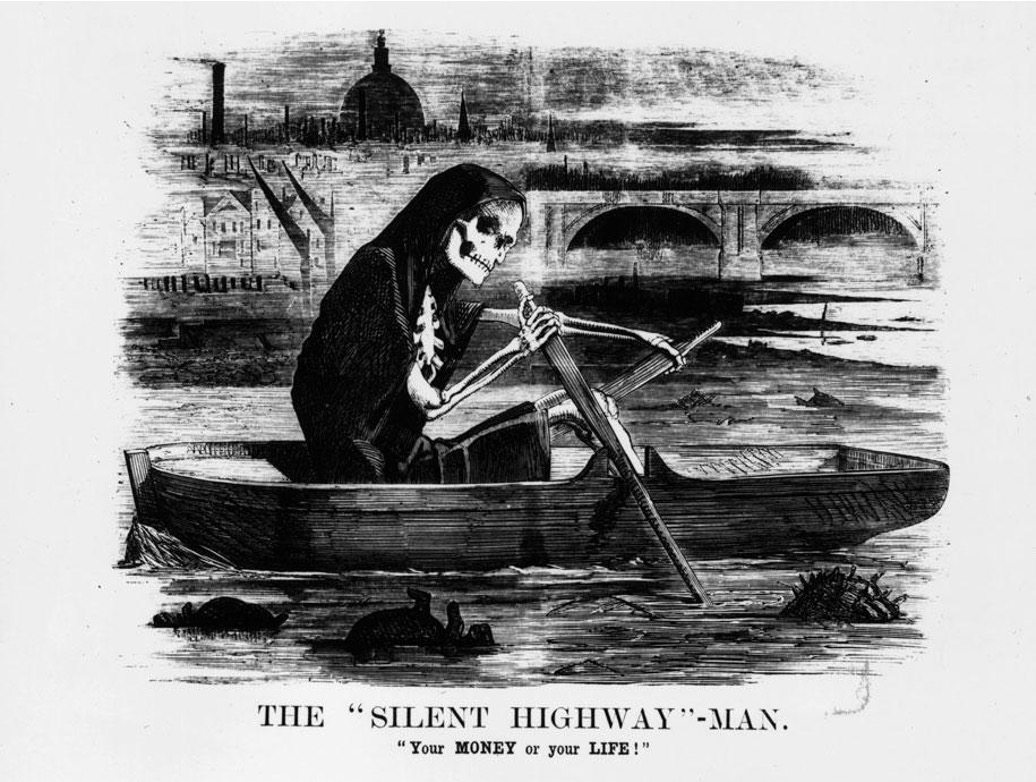 THE “SILENT HIGHWAY”-MAN.
“Your MONEY or your LIFE!”